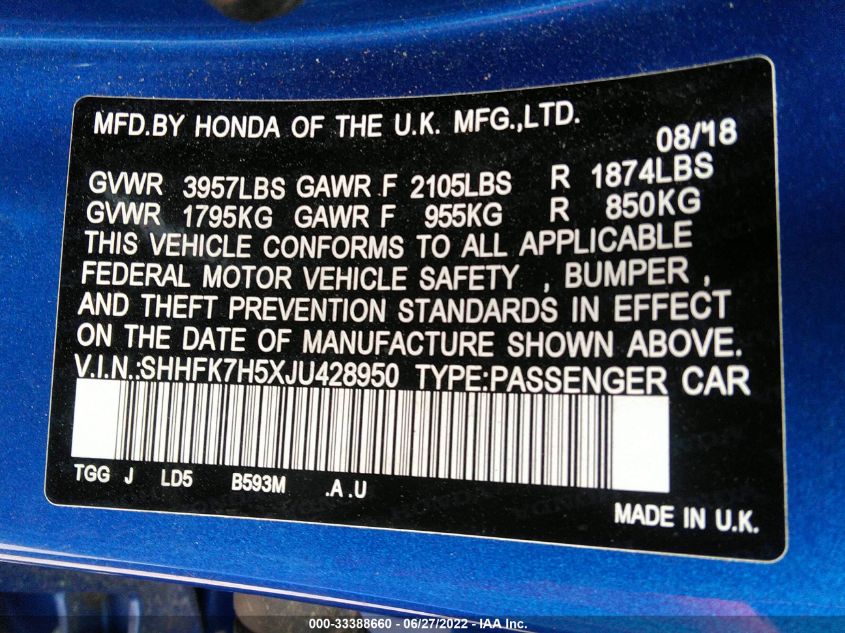 MFD.BY HONDA OF THE U.K. MFG.,LTD.
08/18
GVWR 3957LBS GAWR F 2105LBS R 1874LBS
GVWR 1795KG GAWR F 955KG R 850KG
THIS VEHICLE CONFORMS TO ALL APPLICABLE
FEDERAL MOTOR VEHICLE SAFETY , BUMPER ,
AND THEFT PREVENTION STANDARDS IN EFFECT
ON THE DATE OF MANUFACTURE SHOWN ABOVE.
V.I.N.:SHHFK7H5XJU428950 TYPE:PASSENGER CAR
TGG J LD5 B593M .A .U
MADE IN U.K.
000-33388660 - 06/27/2022 - IAA, Inc.